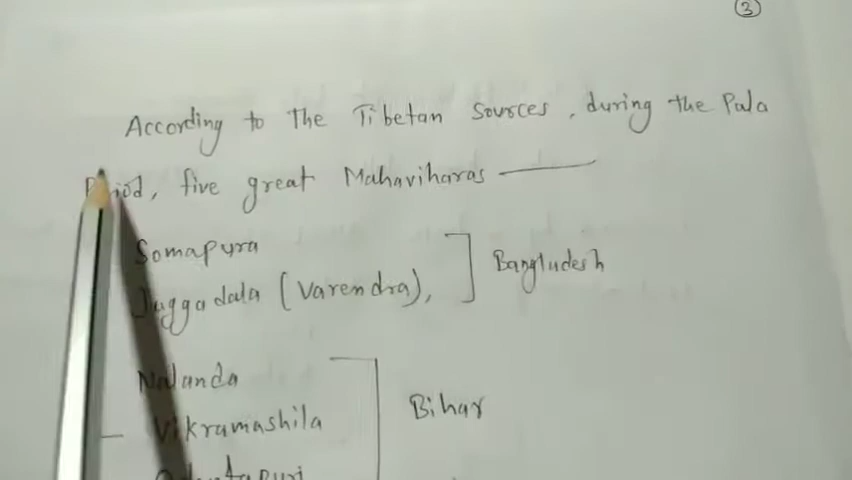 3
According to the Tibetan Sources, during the Pala
Period, five great Mahaviharas —
Somapura
Jaggadala (Varendra), ] Bangladesh
Nalanda
Vikramashila
Bihar